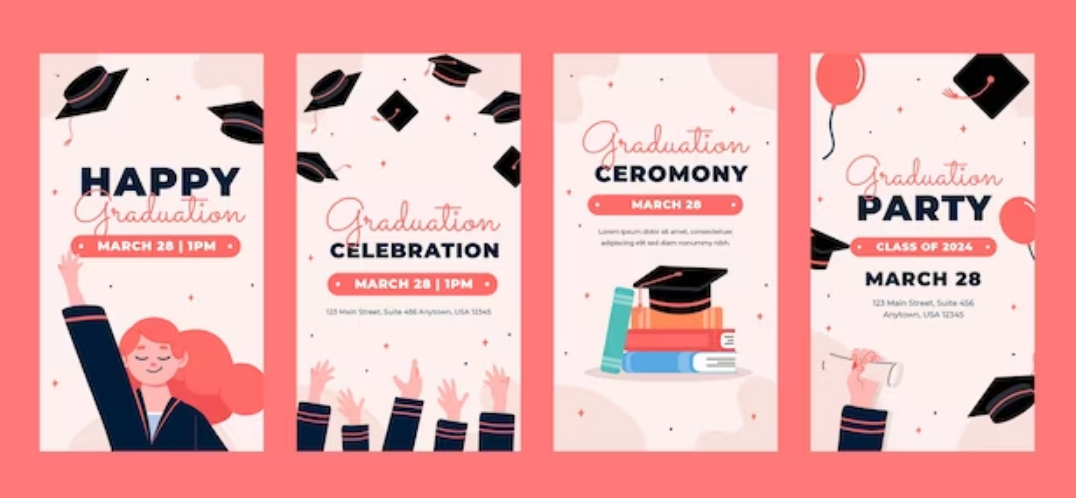 HAPPY
Graduation
MARCH 28 | 1PM
Graduation
CELEBRATION
MARCH 28 | 1PM
123 Main Street, Suite 456 Anytown, USA 12345
Graduation
CEROMONY
MARCH 28
Lorem ipsum dolor sit amet, consectetuer
adipiscing elit sed diam nonummy nibh.
Graduation
PARTY
CLASS OF 2024
MARCH 28
123 Main Street, Suite 456
Anytown, USA 12345